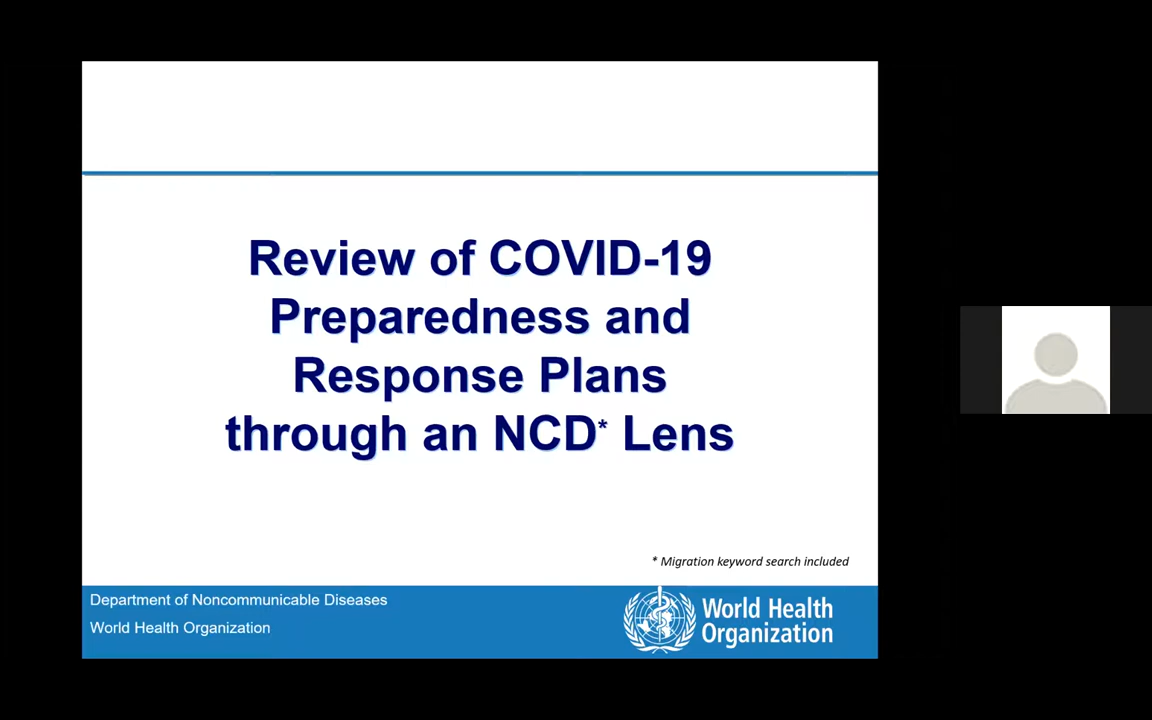 Review of COVID-19
Preparedness and
Response Plans
through an NCD* Lens
* Migration keyword search included
Department of Noncommunicable Diseases
World Health Organization
World Health
Organization